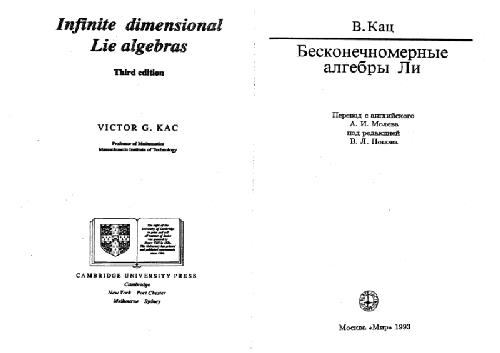 Infinite dimensional
Lie algebras
Third edition
VICTOR G. KAC
Professor of Mathematics
Massachusetts Institute of Technology
CAMBRIDGE UNIVERSITY PRESS
Cambridge
New York Port Chester
Melbourne Sydney
В. Кац
Бесконечномерные
алгебры Ли
Перевод с английского
А. И. Молева
под редакцией
В. Л. Попова
Москва «Мир» 1993